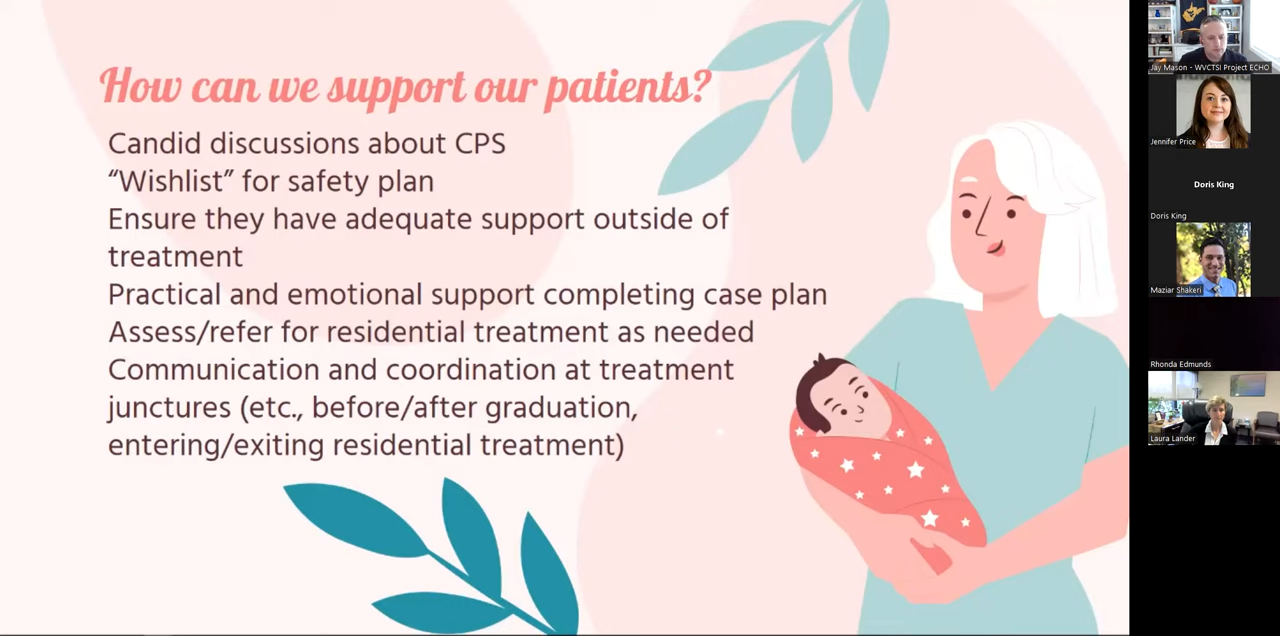 How can we support our patients?
Candid discussions about CPS
“Wishlist” for safety plan
Ensure they have adequate support outside of
treatment
Practical and emotional support completing case plan
Assess/refer for residential treatment as needed
Communication and coordination at treatment
junctures (etc., before/after graduation,
entering/exiting residential treatment)
Jay Mason - WVCTSI Project ECHO
Jennifer Price
Doris King
Doris King
Maziar Shakeri
Rhonda Edmunds
Laura Lander